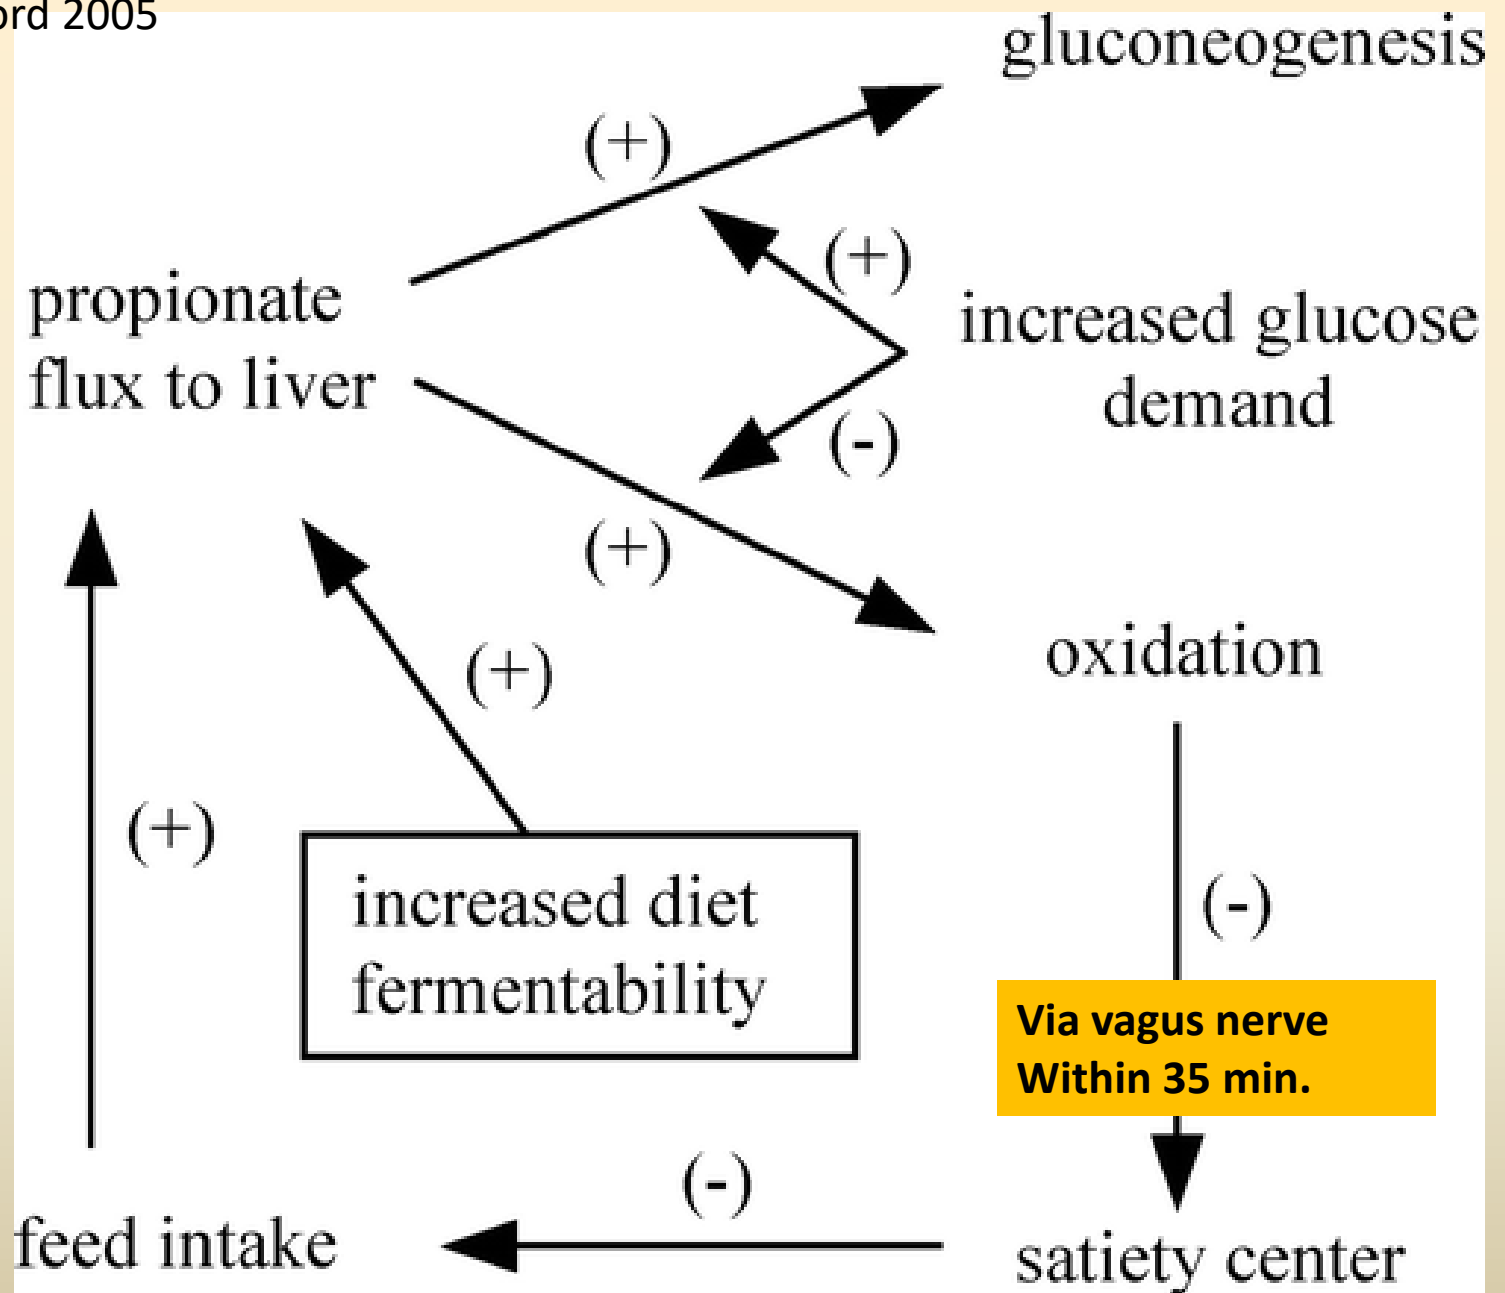 2005
gluconeogenesis
(+)
(+)
propionate
flux to liver
increased glucose
demand
(-)
(+)
oxidation
(+)
(+)
increased diet
fermentability
(-)
Via vagus nerve
Within 35 min.
(-)
feed intake
satiety center